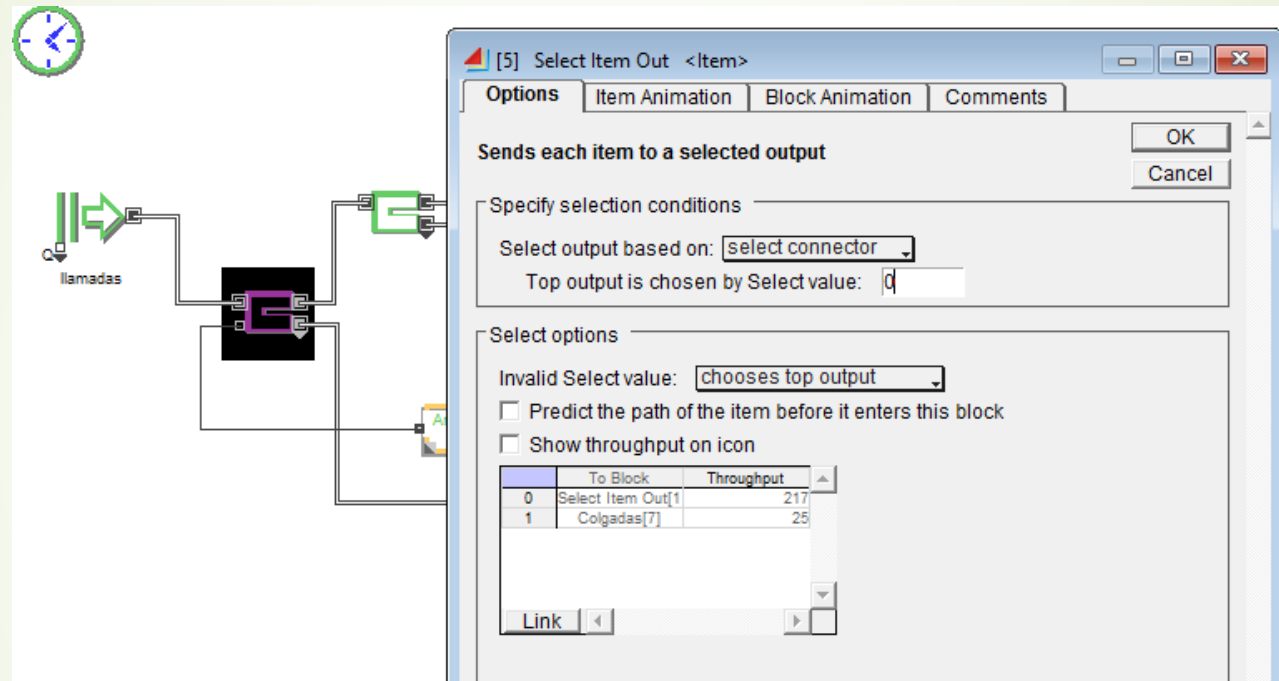 [5] Select Item Out <Item>
Options
Item Animation
Block Animation
Comments
OK
Sends each item to a selected output
Cancel
Specify selection conditions
Select output based on: select connector
Top output is chosen by Select value: 0
Q
llamadas
Select options
Invalid Select value: chooses top output
Predict the path of the item before it enters this block
Show throughput on icon
To Block Throughput
0 Select Item Out[1 217
1 Colgadas[7] 25
Link